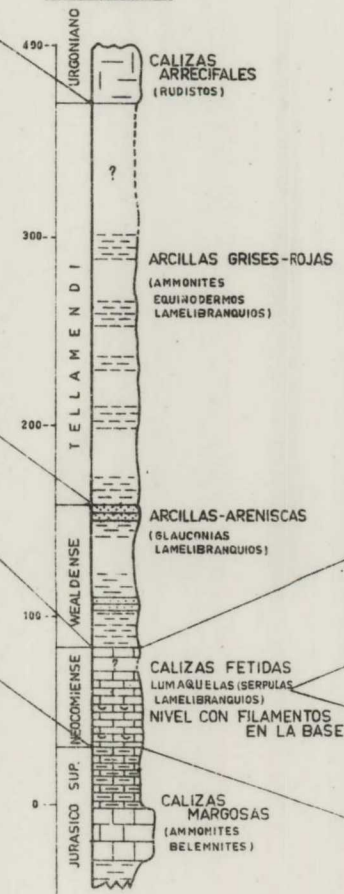 490-
URGONIANO
CALIZAS
ARRECIFALES
(RUDISTOS)
?
300-
ARCILLAS GRISES-ROJAS
(AMMONITES
EQUINODERMOS
LAMELIBRANQUIOS)
TELLAMENDI
200-
ARCILLAS-ARENISCAS
(GLAUCONIAS
LAMELIBRANQUIOS)
WEALDENSE
100-
?
CALIZAS FETIDAS
LUMAQUELAS (SERPULAS
LAMELIBRANQUIOS)
NIVEL CON FILAMENTOS
EN LA BASE
NEOCOMIENSE
0-
CALIZAS
MARGOSAS
(AMMONITES
BELEMNITES)
JURASICO SUP.